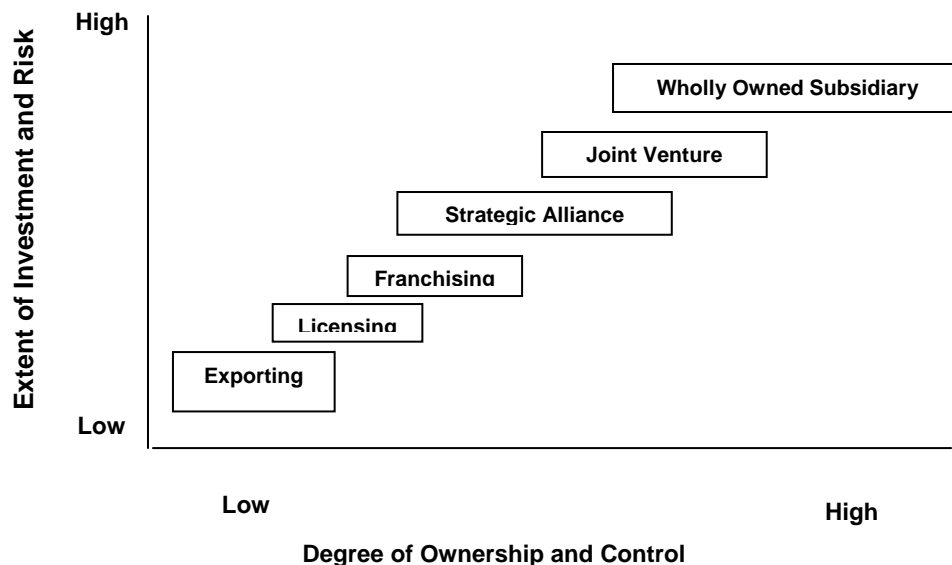 High
Extent of Investment and Risk
Wholly Owned Subsidiary
Joint Venture
Strategic Alliance
Franchising
Licensing
Exporting
Low
Low
High
Degree of Ownership and Control